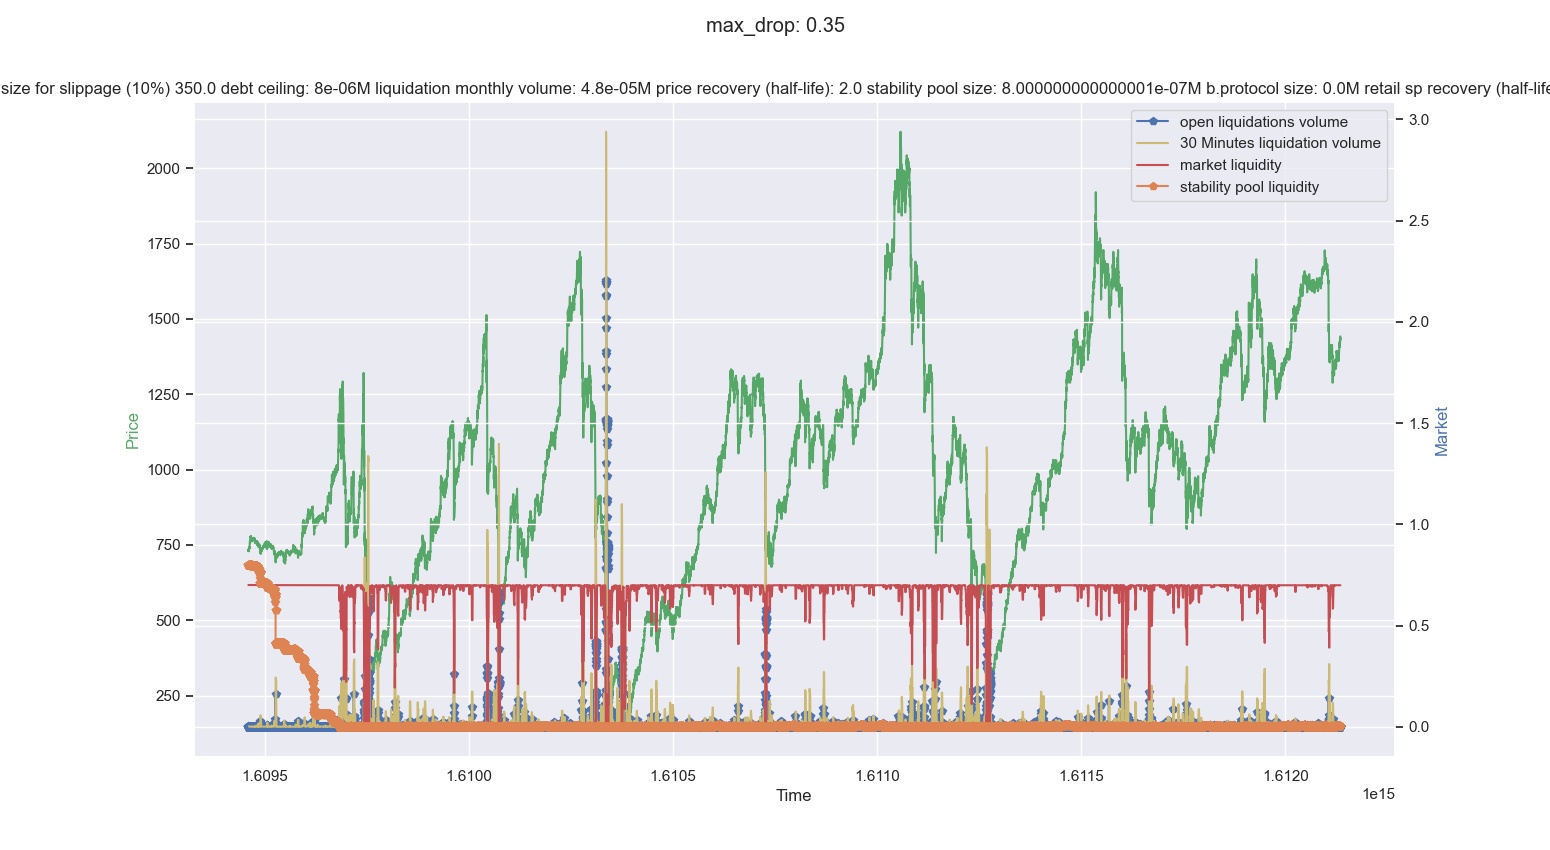 max_drop: 0.35
size for slippage (10%) 350.0 debt ceiling: 8e-06M liquidation monthly volume: 4.8e-05M price recovery (half-life): 2.0 stability pool size: 8.000000000000001e-07M b.protocol size: 0.0M retail sp recovery (half-life
open liquidations volume
30 Minutes liquidation volume
market liquidity
stability pool liquidity
2000
1750
1500
1250
1000
750
500
250
Price
3.0
2.5
2.0
1.5
1.0
0.5
0.0
Market
1.6095
1.6100
1.6105
1.6110
1.6115
1.6120
Time
1e15